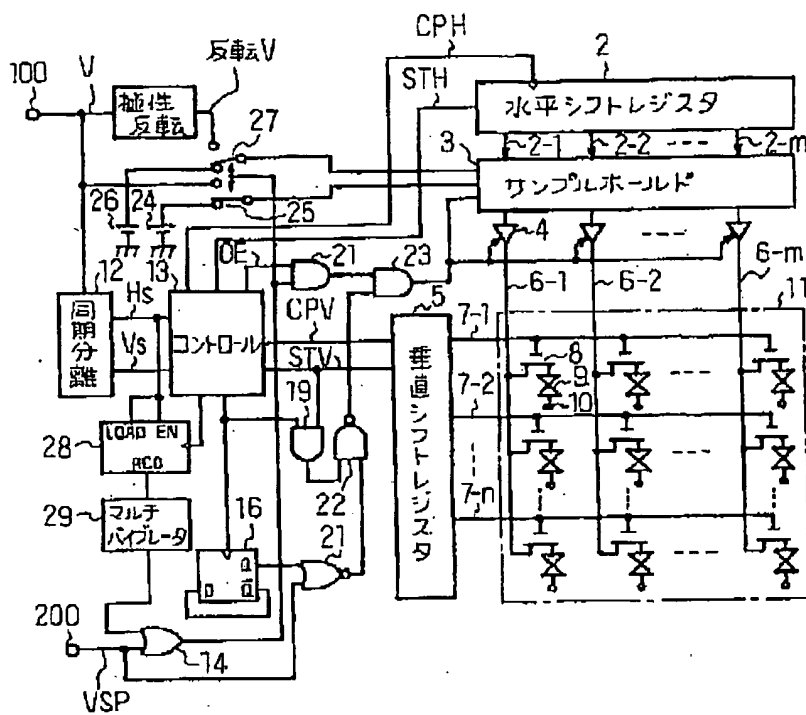 CPH
反転V
STH
2
100
V
極性
反転
水平シフトレジスタ
27
3
2-1
2-2
2-m
サンプルホールド
26
24
25
4
12
13
OE
21
23
6-1
6-2
6-m
11
Hs
CPV
5
7-1
同期分離
コントロール
Vs
STV
8
9
10
7-2
垂直シフトレジスタ
19
28
LOAD EN
RCO
22
7-n
29
マルチ
バイブレータ
16
Q
D
Q̅
21
200
14
VSP